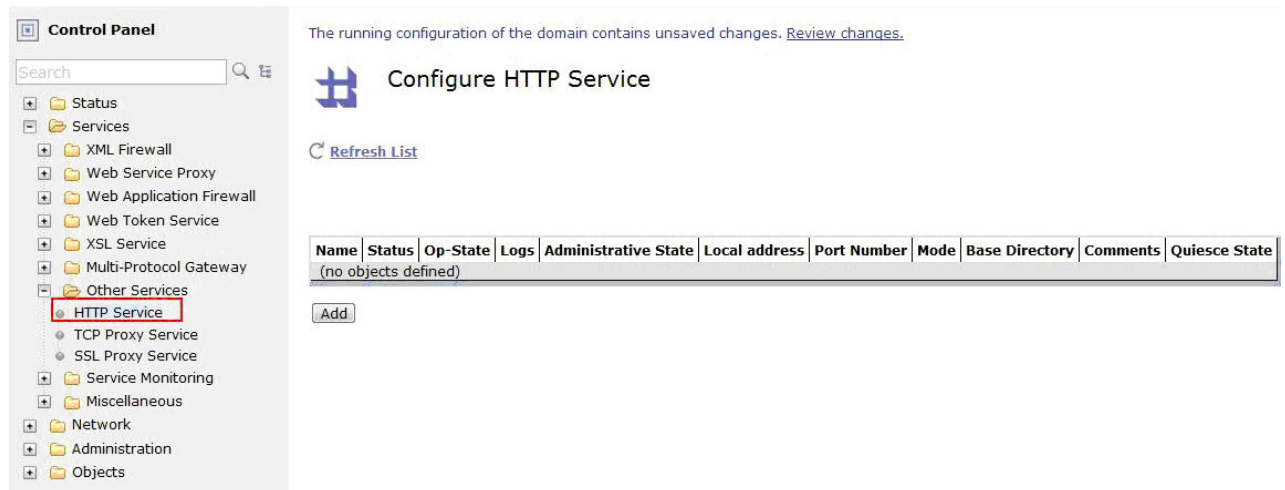 Control Panel
Search
Status
Services
XML Firewall
Web Service Proxy
Web Application Firewall
Web Token Service
XSL Service
Multi-Protocol Gateway
Other Services
HTTP Service
TCP Proxy Service
SSL Proxy Service
Service Monitoring
Miscellaneous
Network
Administration
Objects
The running configuration of the domain contains unsaved changes. Review changes.
Configure HTTP Service
Refresh List
Name Status Op-State Logs Administrative State Local address Port Number Mode Base Directory Comments Quiesce State
(no objects defined)
Add